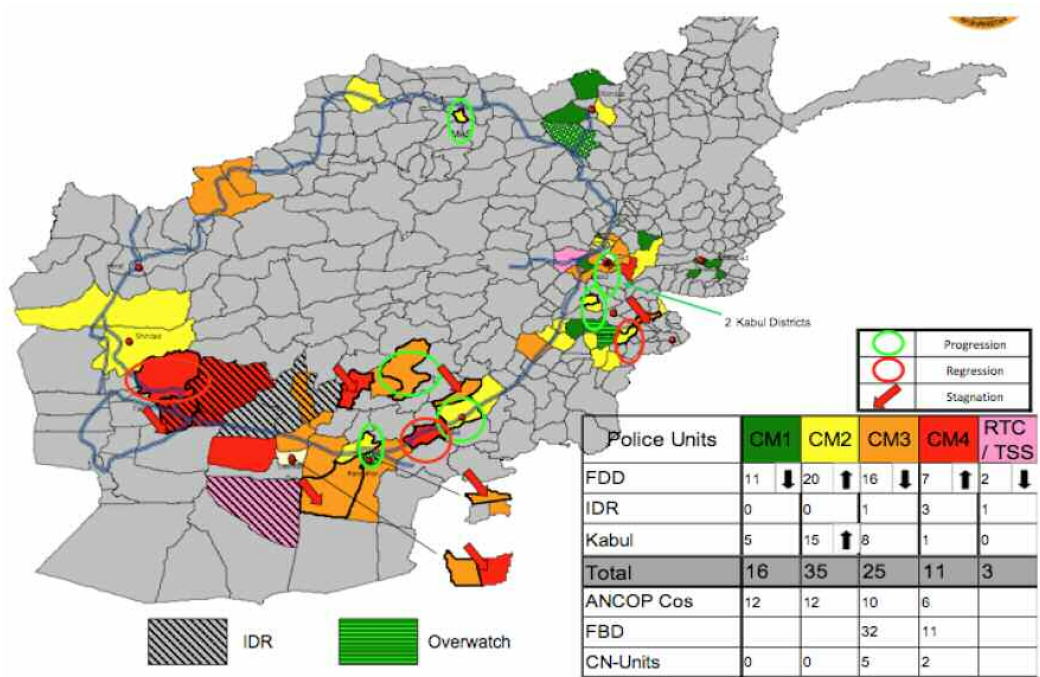 2 Kabul Districts
Shindad
Progression
Regression
Stagnation
Police Units CM1 CM2 CM3 CM4 RTC / TSS
FDD 11 20 16 7 2
IDR 0 0 1 3 1
Kabul 5 15 8 1 0
Total 16 35 25 11 3
ANCOP Cos 12 12 10 6
FBD 32 11
CN-Units 0 0 5 2
IDR
Overwatch